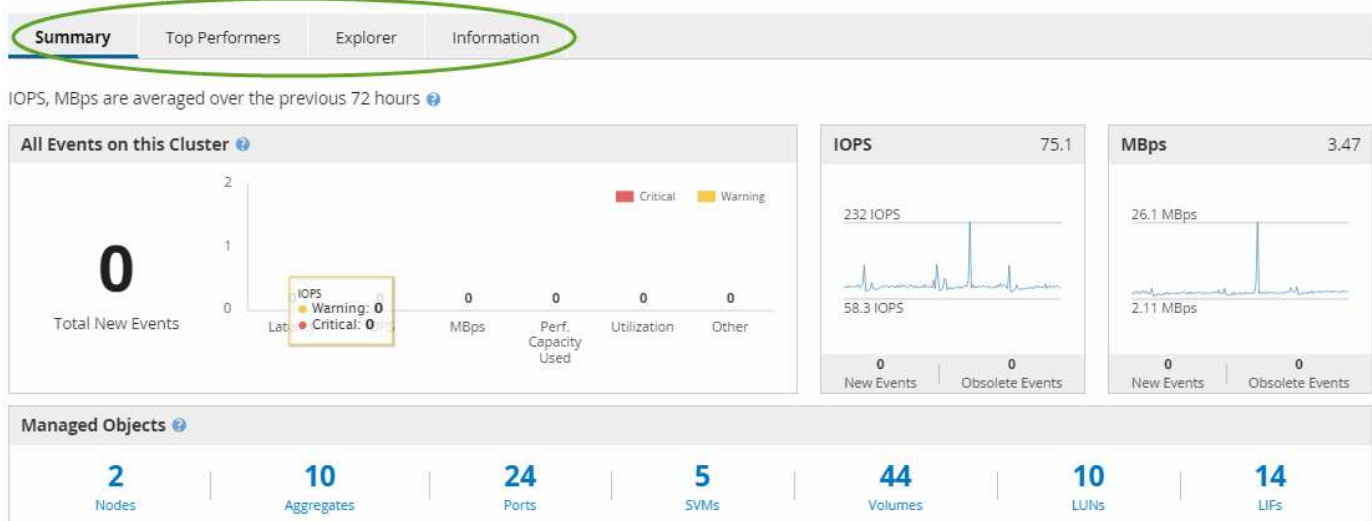 Summary Top Performers Explorer Information
IOPS, MBps are averaged over the previous 72 hours
All Events on this Cluster
2
1
0
Critical Warning
0
Total New Events
IOPS
Warning: 0
Critical: 0
0 0 0 0
MBps Perf. Capacity Used Utilization Other
IOPS 75.1
232 IOPS
58.3 IOPS
0 0
New Events Obsolete Events
MBps 3.47
26.1 MBps
2.11 MBps
0 0
New Events Obsolete Events
Managed Objects
2 10 24 5 44 10 14
Nodes Aggregates Ports SVMs Volumes LUNs LIFs